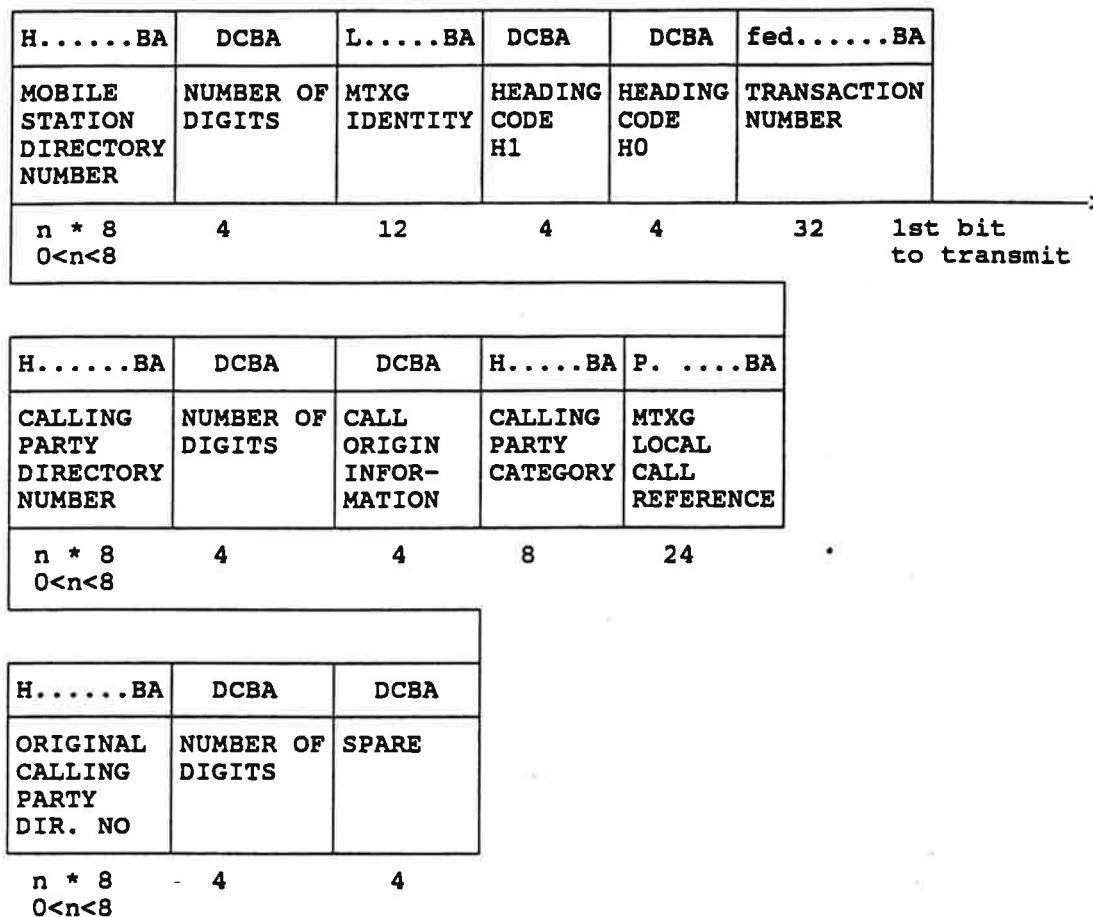 H......BA DCBA L.....BA DCBA DCBA fed......BA
MOBILE NUMBER OF MTXG HEADING HEADING TRANSACTION
STATION DIGITS IDENTITY CODE CODE NUMBER
DIRECTORY H1 H0
NUMBER
n * 8 4 12 4 4 32 1st bit
0<n<8 to transmit
H......BA DCBA DCBA H.....BA P. ....BA
CALLING NUMBER OF CALL CALLING MTXG
PARTY DIGITS ORIGIN PARTY LOCAL
DIRECTORY INFOR- CATEGORY CALL
NUMBER MATION REFERENCE
n * 8 4 4 8 24
0<n<8
H......BA DCBA DCBA
ORIGINAL NUMBER OF SPARE
CALLING DIGITS
PARTY
DIR. NO
n * 8 4 4
0<n<8